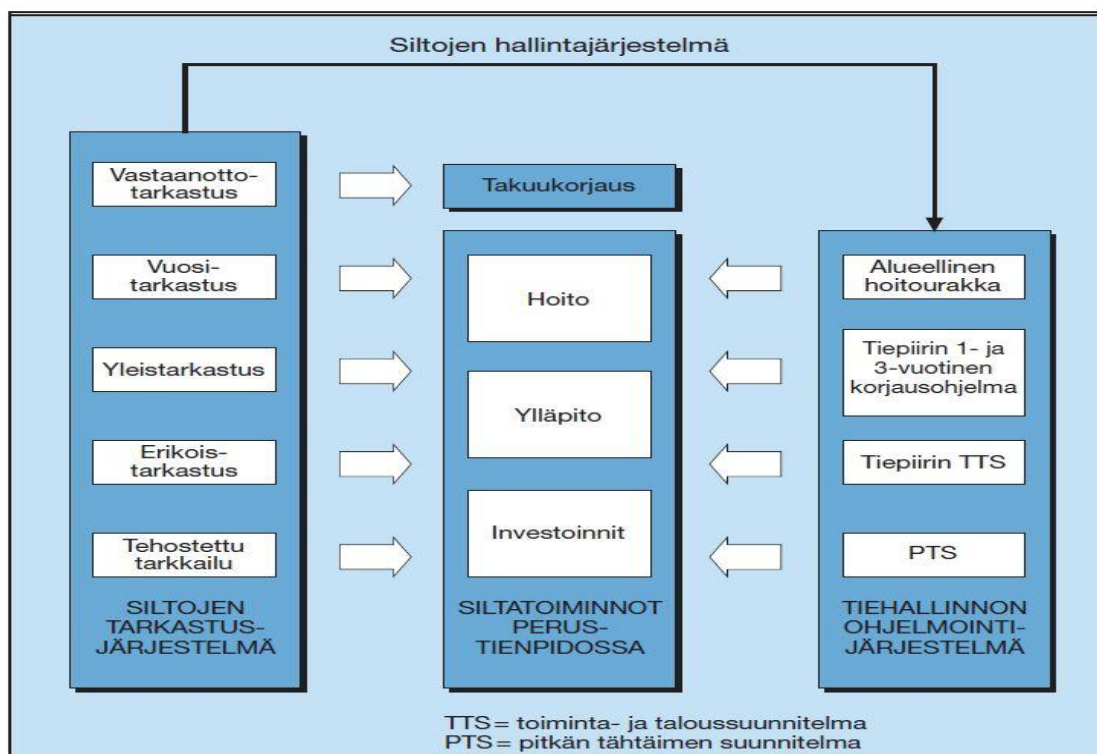 Siltojen hallintajärjestelmä
Vastaanotto-
tarkastus
Vuosi-
tarkastus
Yleistarkastus
Erikois-
tarkastus
Tehostettu
tarkkailu
SILTOJEN
TARKASTUS-
JÄRJESTELMÄ
Takuukorjaus
Hoito
Ylläpito
Investoinnit
SILTATOIMINNOT
PERUS-
TIENPIDOSSA
Alueellinen
hoitourakka
Tiepiirin 1- ja
3-vuotinen
korjausohjelma
Tiepiirin TTS
PTS
TIEHALLINNON
OHJELMOINTI-
JÄRJESTELMÄ
TTS = toiminta- ja taloussuunnitelma
PTS = pitkän tähtäimen suunnitelma